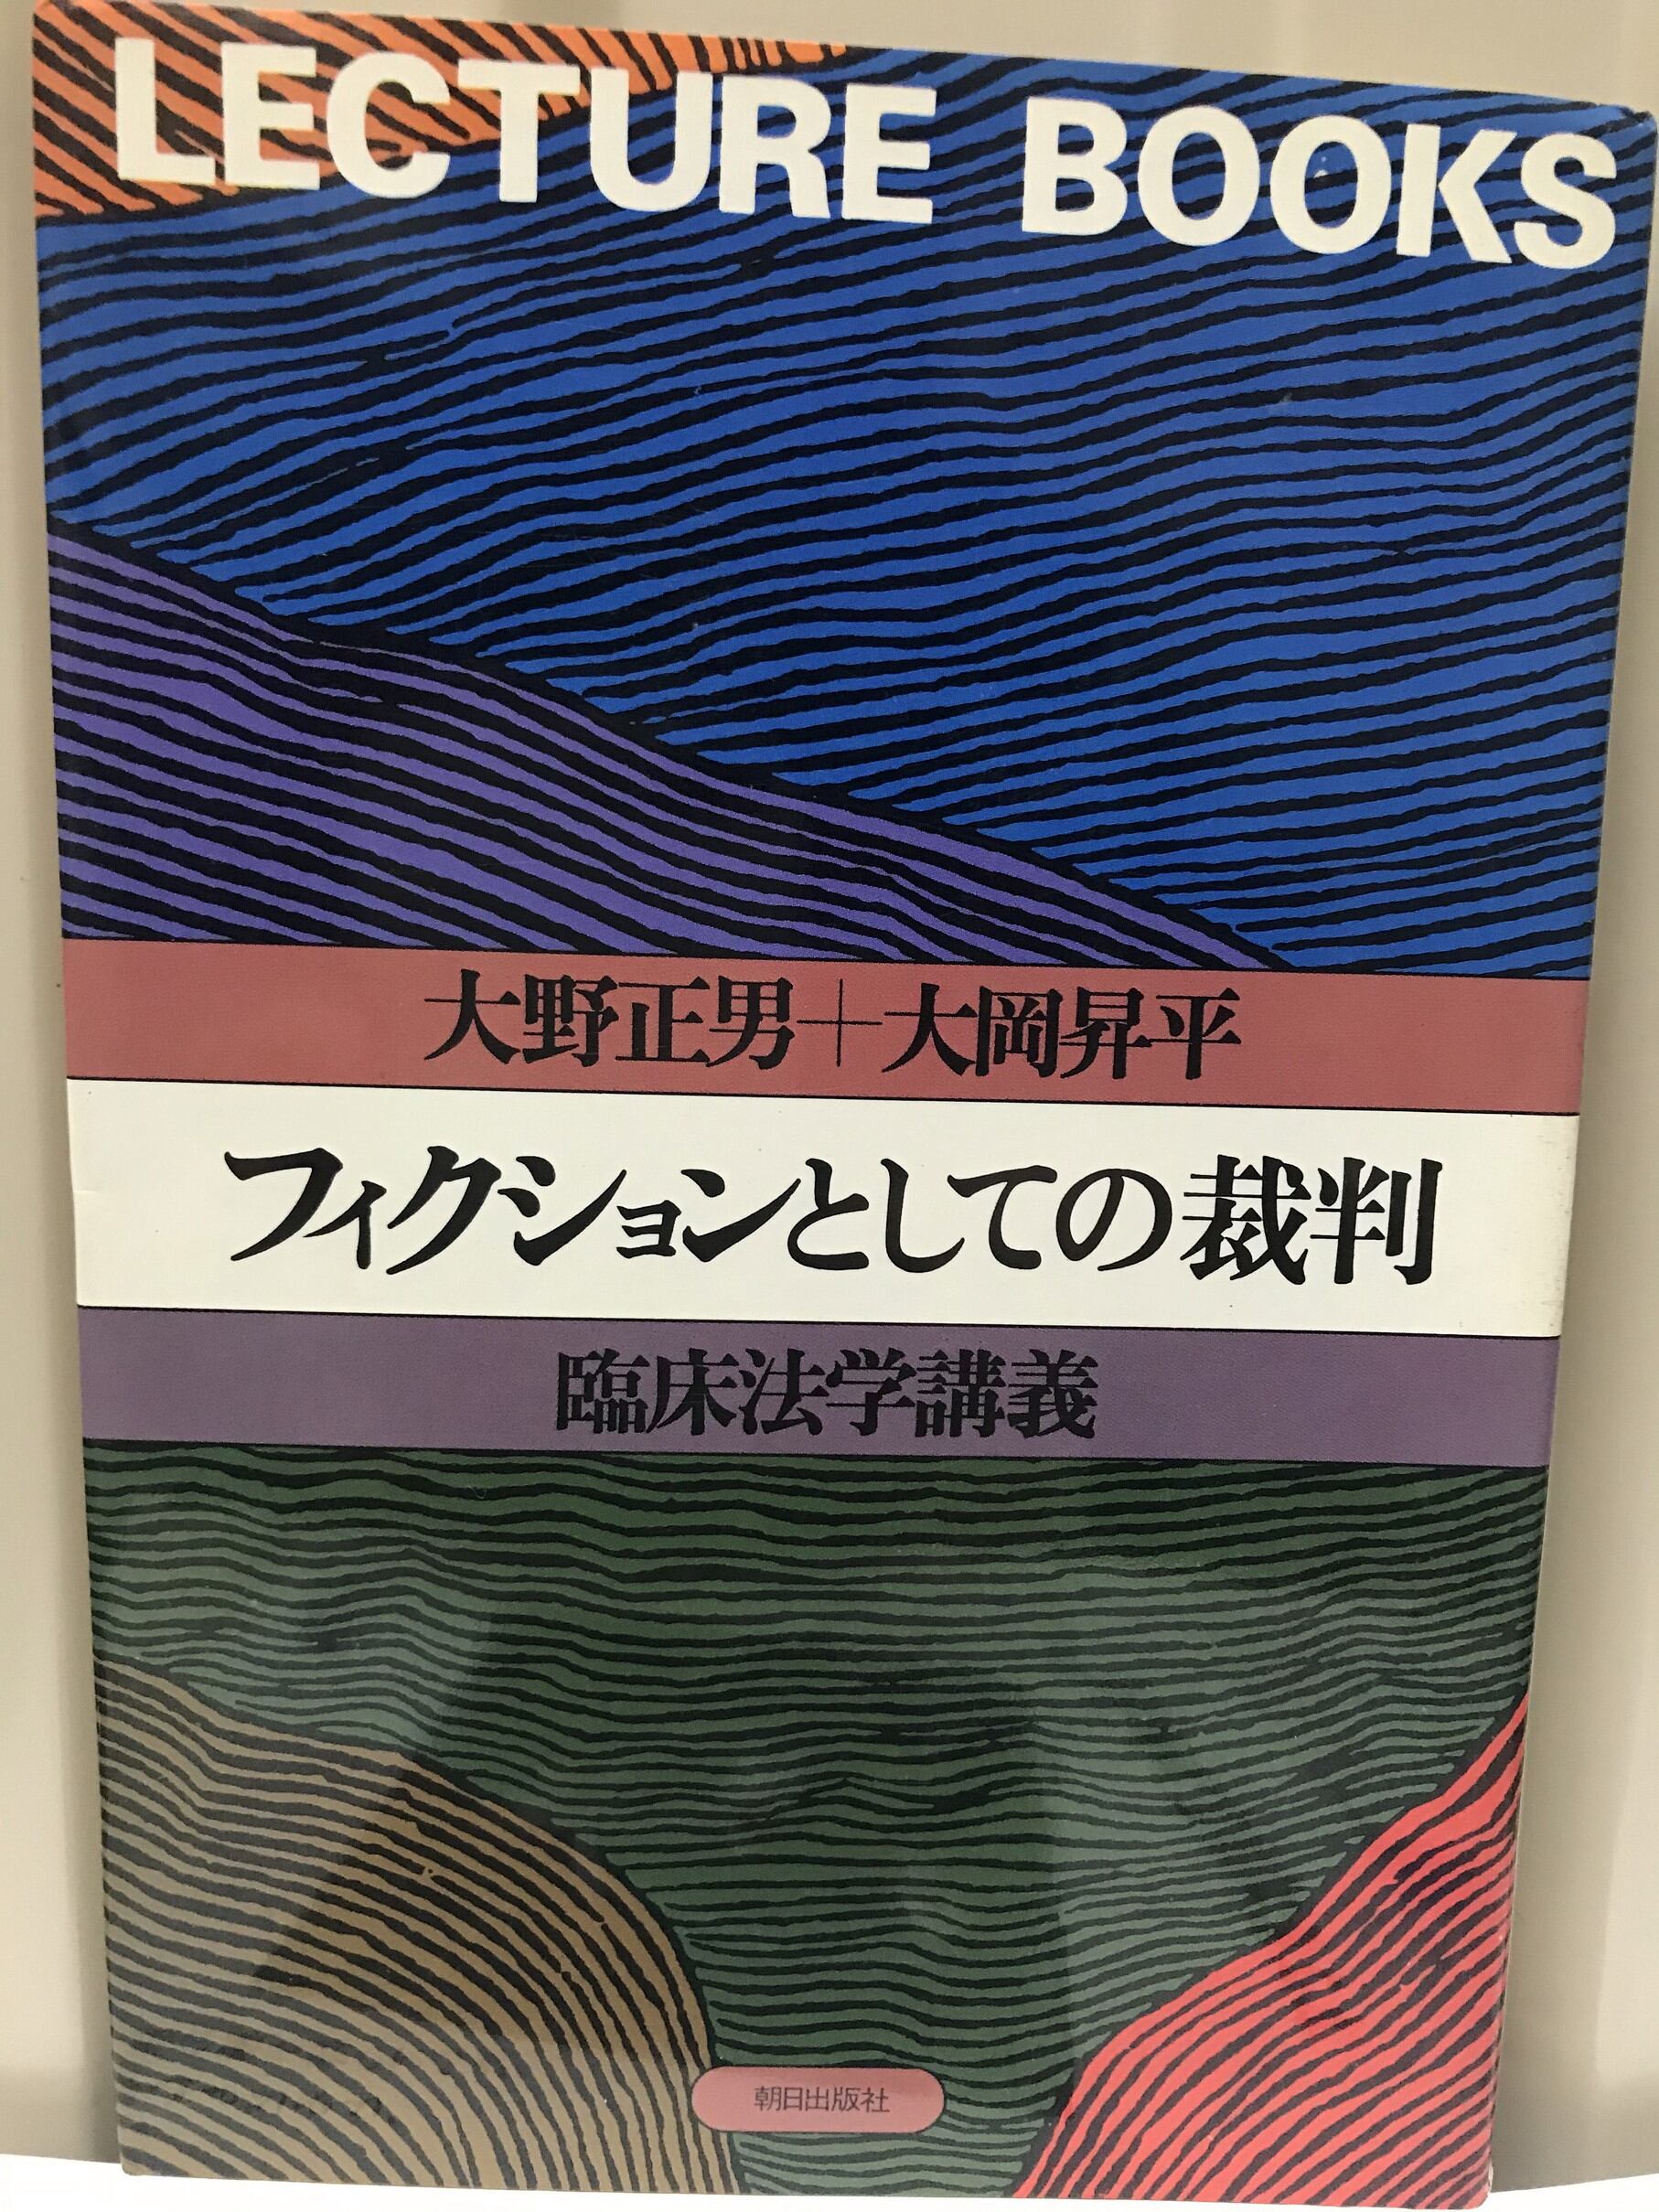 LECTURE BOOKS
大野正男＋大岡昇平
フィクションとしての裁判
臨床法学講義
朝日出版社